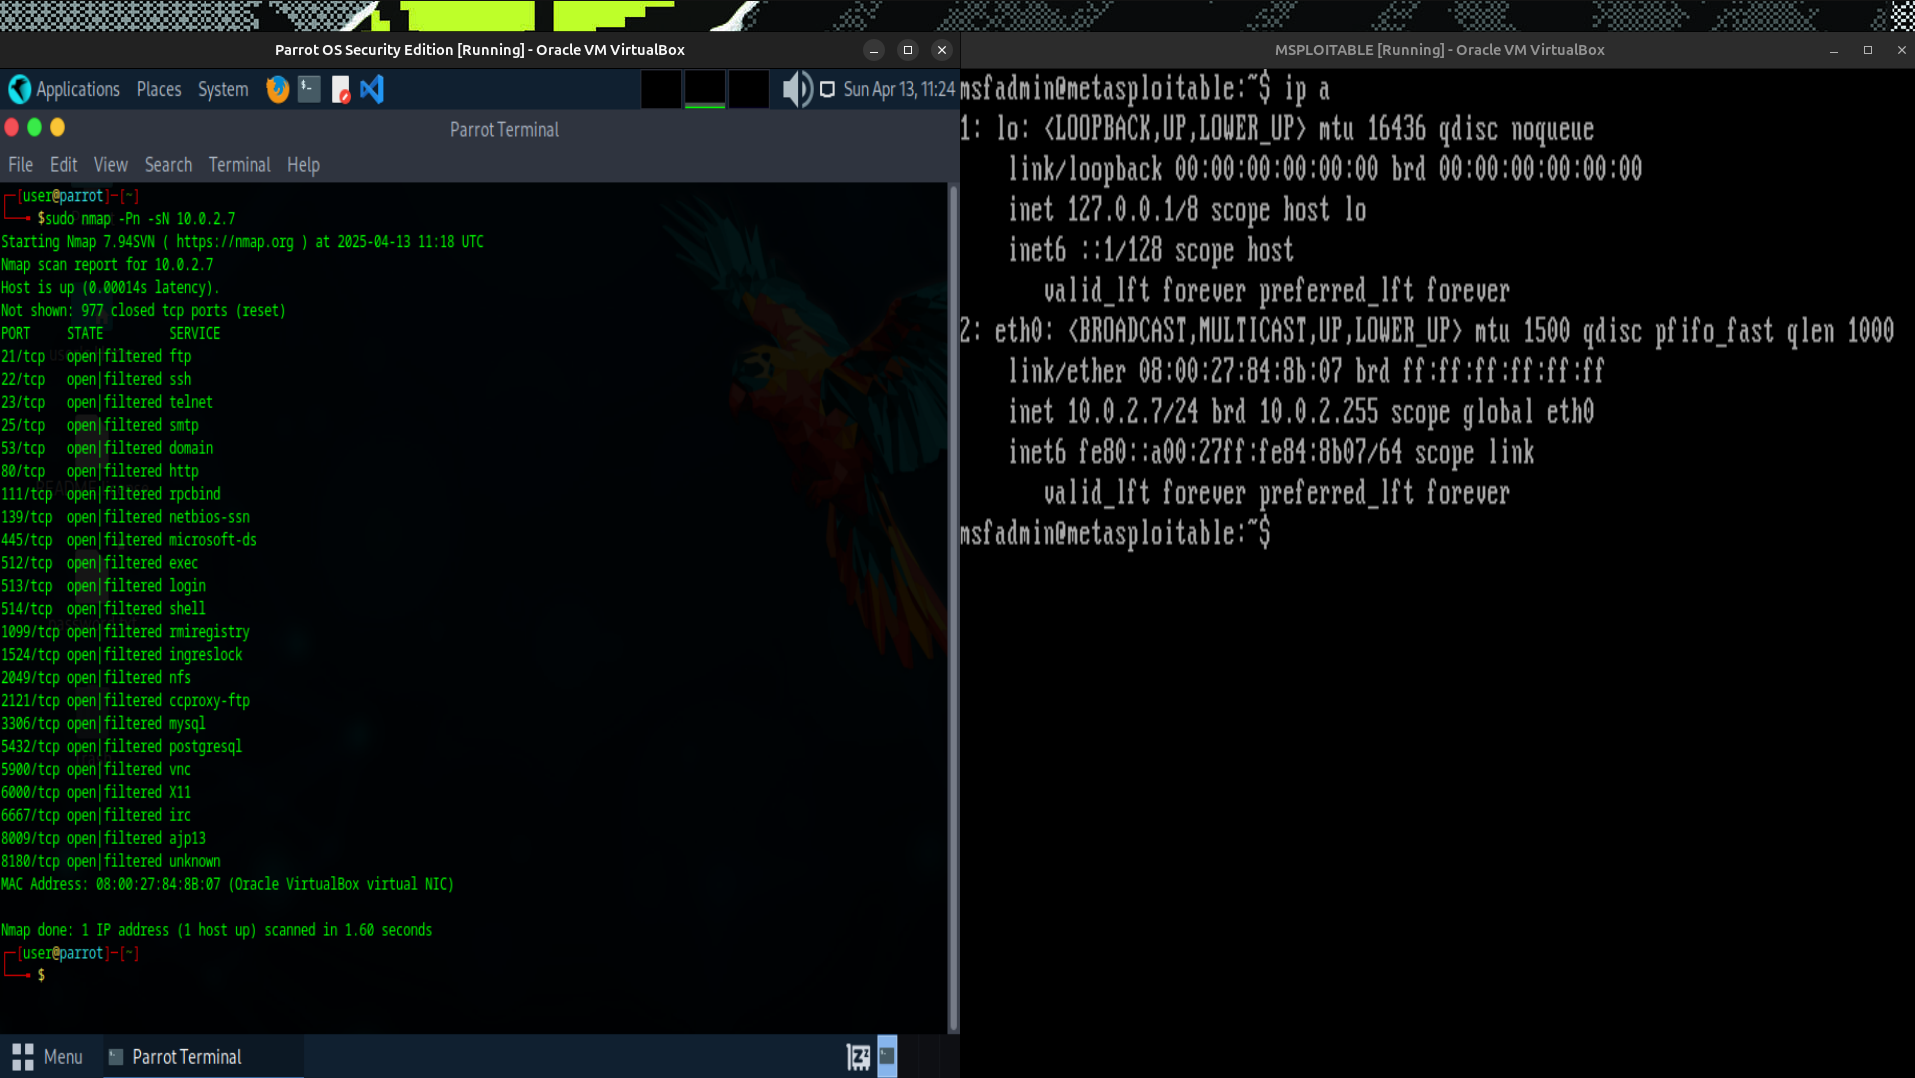 Parrot OS Security Edition [Running] - Oracle VM VirtualBox
Applications Places System Sun Apr 13, 11:24
Parrot Terminal
File Edit View Search Terminal Help
┌─[user@parrot]─[~]
└──╼ $sudo nmap -Pn -sN 10.0.2.7
Starting Nmap 7.94SVN ( https://nmap.org ) at 2025-04-13 11:18 UTC
Nmap scan report for 10.0.2.7
Host is up (0.00014s latency).
Not shown: 977 closed tcp ports (reset)
PORT     STATE         SERVICE
21/tcp   open|filtered ftp
22/tcp   open|filtered ssh
23/tcp   open|filtered telnet
25/tcp   open|filtered smtp
53/tcp   open|filtered domain
80/tcp   open|filtered http
111/tcp  open|filtered rpcbind
139/tcp  open|filtered netbios-ssn
445/tcp  open|filtered microsoft-ds
512/tcp  open|filtered exec
513/tcp  open|filtered login
514/tcp  open|filtered shell
1099/tcp open|filtered rmiregistry
1524/tcp open|filtered ingreslock
2049/tcp open|filtered nfs
2121/tcp open|filtered ccproxy-ftp
3306/tcp open|filtered mysql
5432/tcp open|filtered postgresql
5900/tcp open|filtered vnc
6000/tcp open|filtered X11
6667/tcp open|filtered irc
8009/tcp open|filtered ajp13
8180/tcp open|filtered unknown
MAC Address: 08:00:27:84:8B:07 (Oracle VirtualBox virtual NIC)
Nmap done: 1 IP address (1 host up) scanned in 1.60 seconds
┌─[user@parrot]─[~]
└──╼ $
Menu Parrot Terminal
MSPLOITABLE [Running] - Oracle VM VirtualBox
msfadmin@metasploitable:~$ ip a
1: lo: <LOOPBACK,UP,LOWER_UP> mtu 16436 qdisc noqueue
link/loopback 00:00:00:00:00:00 brd 00:00:00:00:00:00
inet 127.0.0.1/8 scope host lo
inet6 ::1/128 scope host
valid_lft forever preferred_lft forever
2: eth0: <BROADCAST,MULTICAST,UP,LOWER_UP> mtu 1500 qdisc pfifo_fast qlen 1000
link/ether 08:00:27:84:8b:07 brd ff:ff:ff:ff:ff:ff
inet 10.0.2.7/24 brd 10.0.2.255 scope global eth0
inet6 fe80::a00:27ff:fe84:8b07/64 scope link
valid_lft forever preferred_lft forever
msfadmin@metasploitable:~$